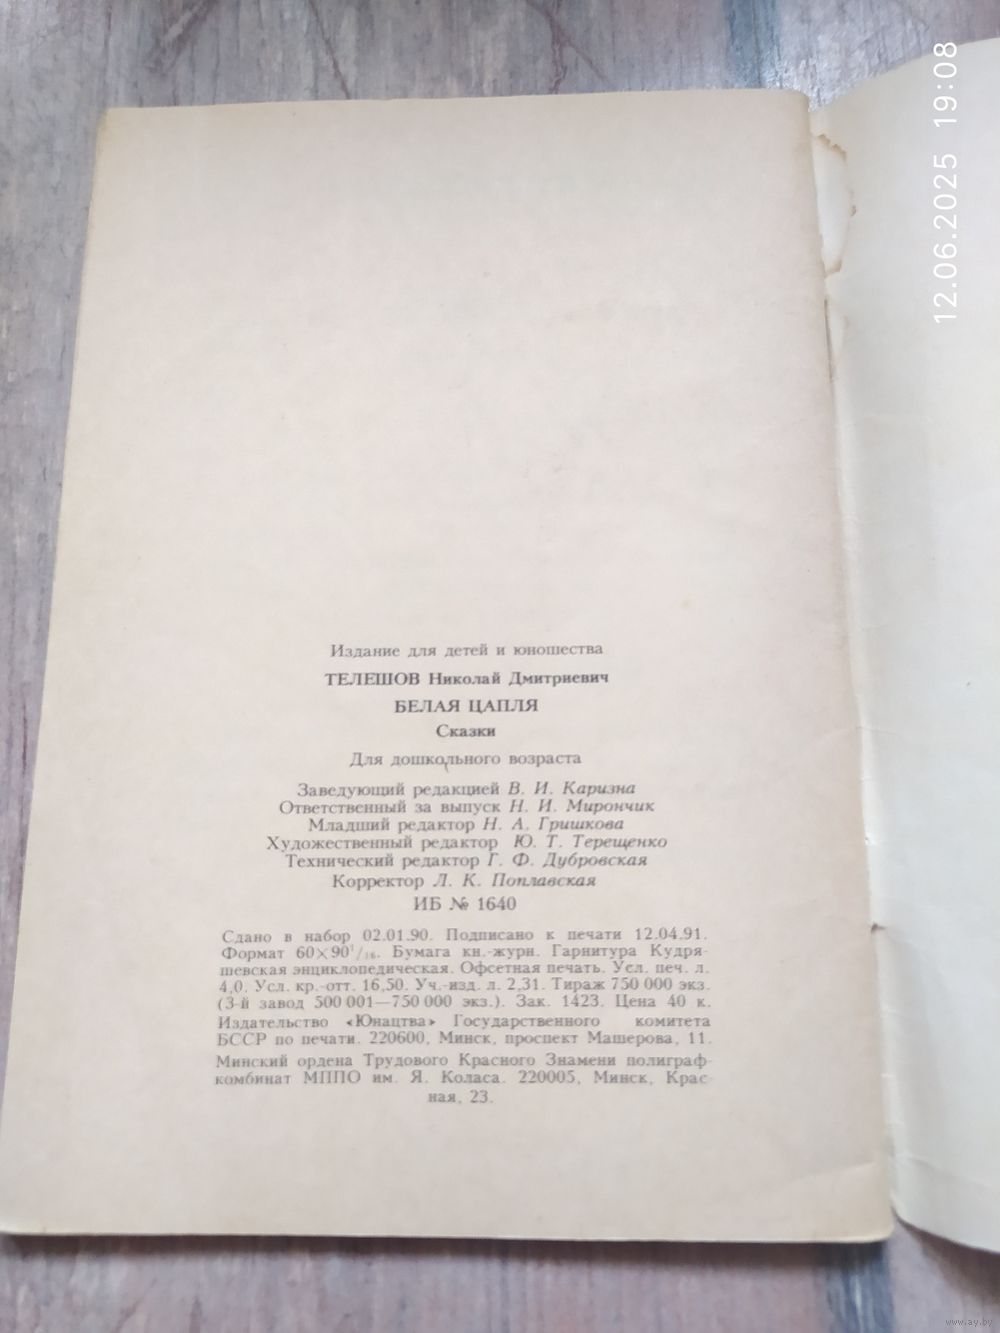 Издание для детей и юношества
ТЕЛЕШОВ Николай Дмитриевич
БЕЛАЯ ЦАПЛЯ
Сказки
Для дошкольного возраста
Заведующий редакцией В. И. Каризна
Ответственный за выпуск Н. И. Мирончик
Младший редактор Н. А. Гришкова
Художественный редактор Ю. Т. Терещенко
Технический редактор Г. Ф. Дубровская
Корректор Л. К. Поплавская
ИБ № 1640
Сдано в набор 02.01.90. Подписано к печати 12.04.91.
Формат 60×90¹/₁₆. Бумага кн.-журн. Гарнитура Кудря-
шевская энциклопедическая. Офсетная печать. Усл. печ. л.
4,0. Усл. кр.-отт. 16,50. Уч.-изд. л. 2,31. Тираж 750 000 экз.
(3-й завод 500 001—750 000 экз.). Зак. 1423. Цена 40 к.
Издательство «Юнацтва» Государственного комитета
БССР по печати. 220600, Минск, проспект Машерова, 11.
Минский ордена Трудового Красного Знамени полиграф-
комбинат МППО им. Я. Коласа. 220005, Минск, Крас-
ная, 23.
12.06.2025 19:08
www.ay.by